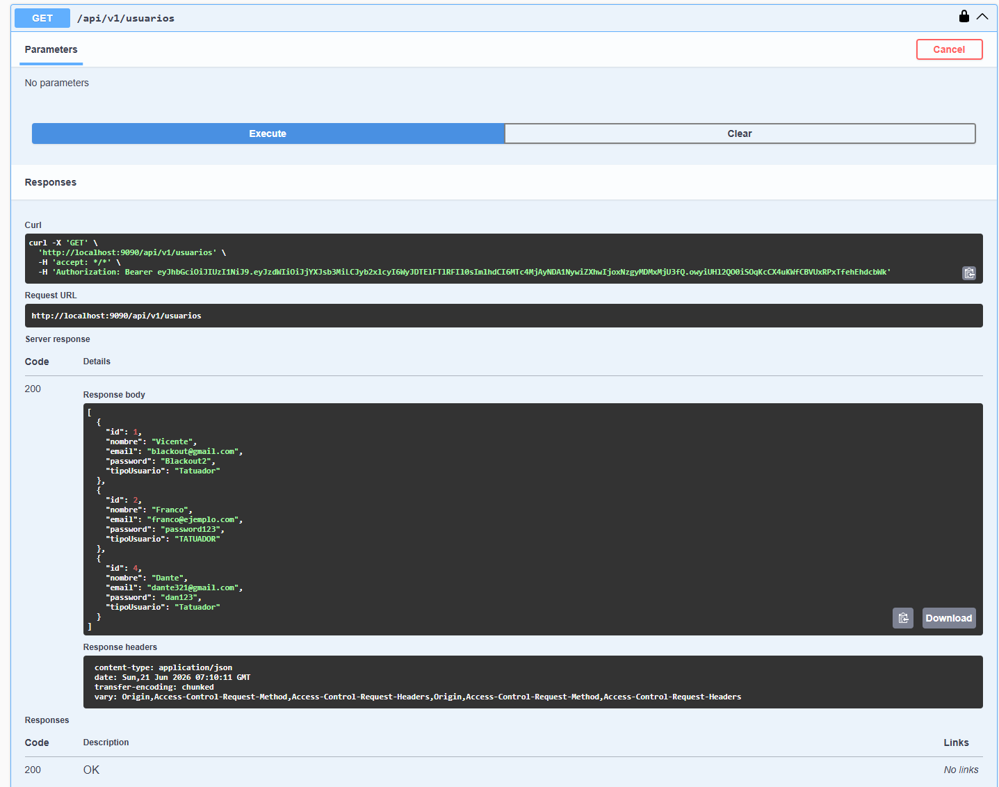 GET /api/v1/usuarios
Parameters
Cancel
No parameters
Execute
Clear
Responses
Curl
curl -X 'GET' \
  'http://localhost:9090/api/v1/usuarios' \
  -H 'accept: */*' \
  -H 'Authorization: Bearer
Request URL
http://localhost:9090/api/v1/usuarios
Server response
Code Details
200
Response body
[
  {
    "id": 1,
    "nombre": "Vicente",
    "email": "blackout@gmail.com",
    "password": "Blackout2",
    "tipoUsuario": "Tatuador"
  },
  {
    "id": 2,
    "nombre": "Franco",
    "email": "franco@ejemplo.com",
    "password": "password123",
    "tipoUsuario": "TATUADOR"
  },
  {
    "id": 4,
    "nombre": "Dante",
    "email": "dante321@gmail.com",
    "password": "dan123",
    "tipoUsuario": "Tatuador"
  }
]
Download
Response headers
content-type: application/json
date: Sun,21 Jun 2026 07:10:11 GMT
transfer-encoding: chunked
vary: Origin,Access-Control-Request-Method,Access-Control-Request-Headers,Origin,Access-Control-Request-Method,Access-Control-Request-Headers
Responses
Code Description Links
200 OK No links